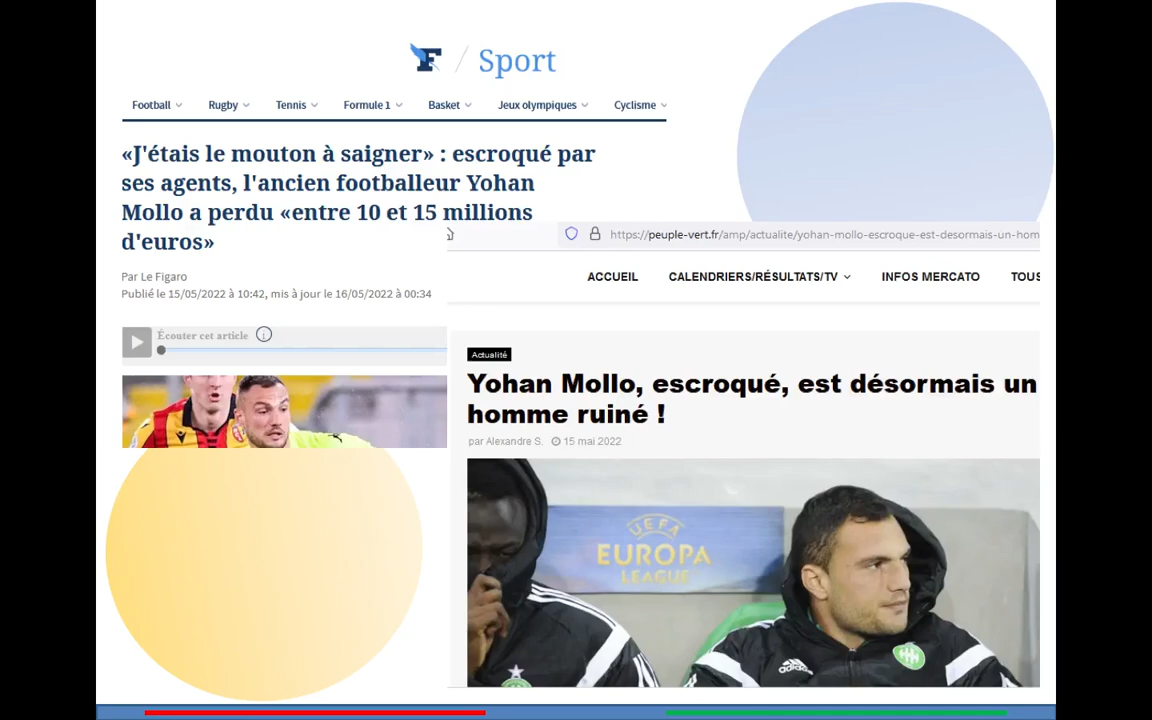 F / Sport
Football Rugby Tennis Formule 1 Basket Jeux olympiques Cyclisme
«J'étais le mouton à saigner» : escroqué par
ses agents, l'ancien footballeur Yohan
Mollo a perdu «entre 10 et 15 millions
d'euros»
Par Le Figaro
Publié le 15/05/2022 à 10:42, mis à jour le 16/05/2022 à 00:34
Écouter cet article
https://peuple-vert.fr/amp/actualite/yohan-mollo-escroque-est-desormais-un-hom
ACCUEIL CALENDRIERS/RÉSULTATS/TV INFOS MERCATO TOUS
Actualité
Yohan Mollo, escroqué, est désormais un
homme ruiné !
par Alexandre S. 15 mai 2022
UEFA
EUROPA
LEAGUE
adidas